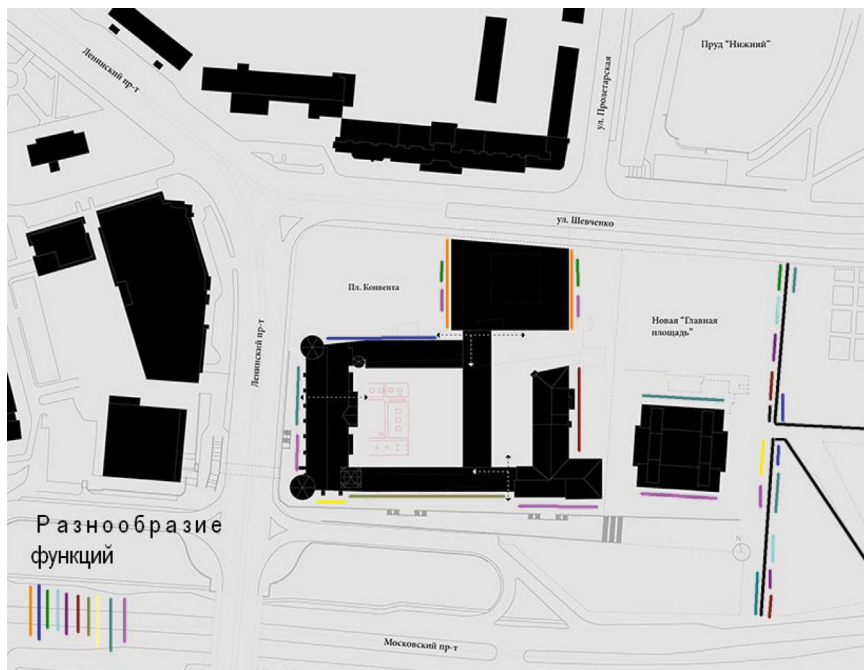 Пруд "Нижний"
Ленинский пр-т
ул. Пролетарская
ул. Шевченко
Пл. Конвента
Новая "Главная
площадь"
Ленинский пр-т
Разнообразие
функций
N
Московский пр-т